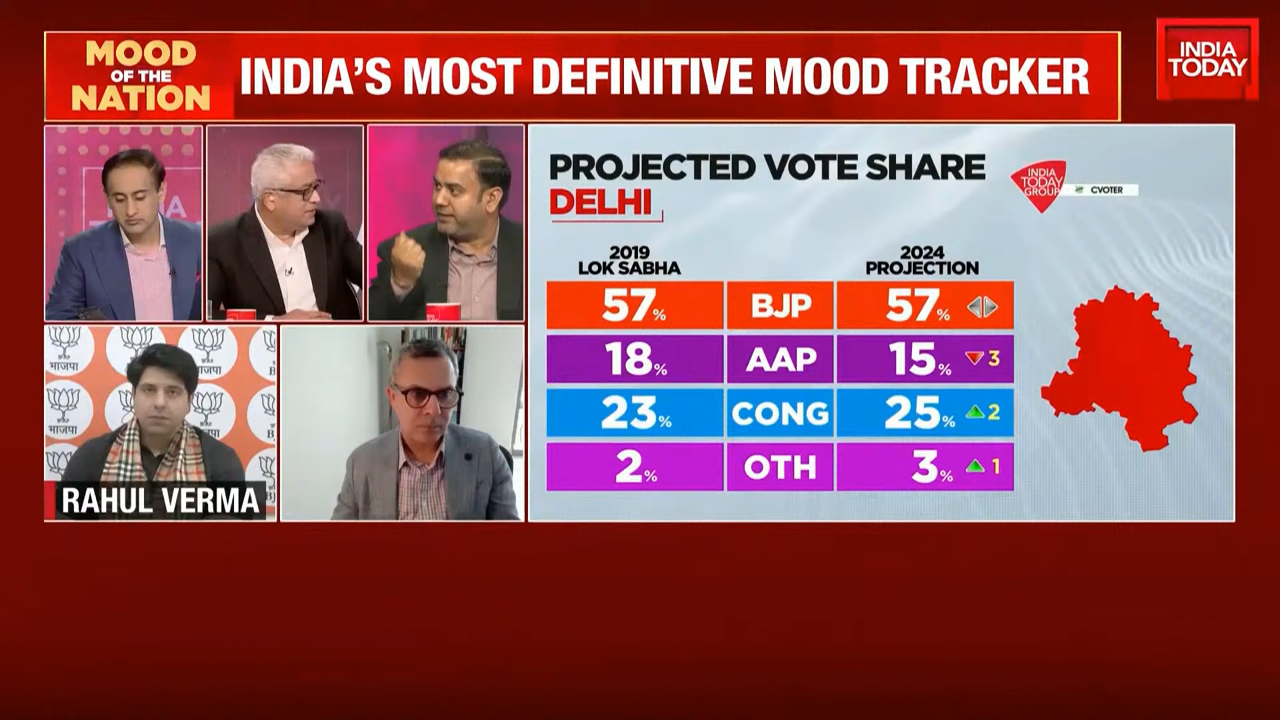 MOOD
OF THE
NATION
INDIA'S MOST DEFINITIVE MOOD TRACKER
INDIA
TODAY
PROJECTED VOTE SHARE
DELHI
INDIA
TODAY
GROUP
CVOTER
2019
LOK SABHA
2024
PROJECTION
57% BJP 57%
18% AAP 15% 3
23% CONG 25% 2
2% OTH 3% 1
भाजपा
भाजपा
RAHUL VERMA